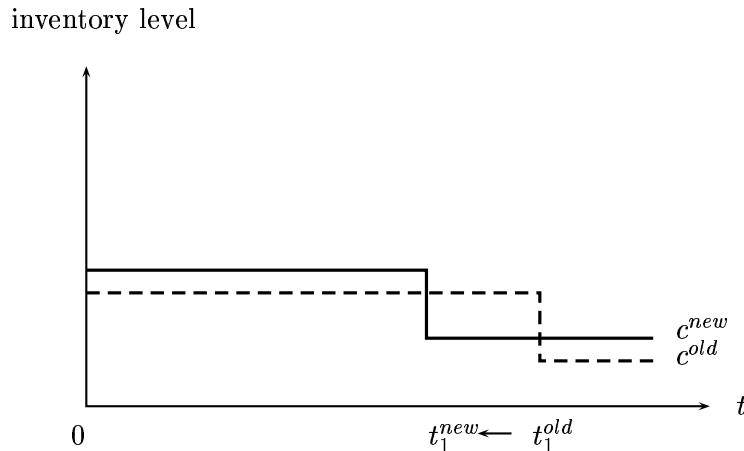 inventory level
c^{new}
c^{old}
t
0
t_1^{new} ← t_1^{old}